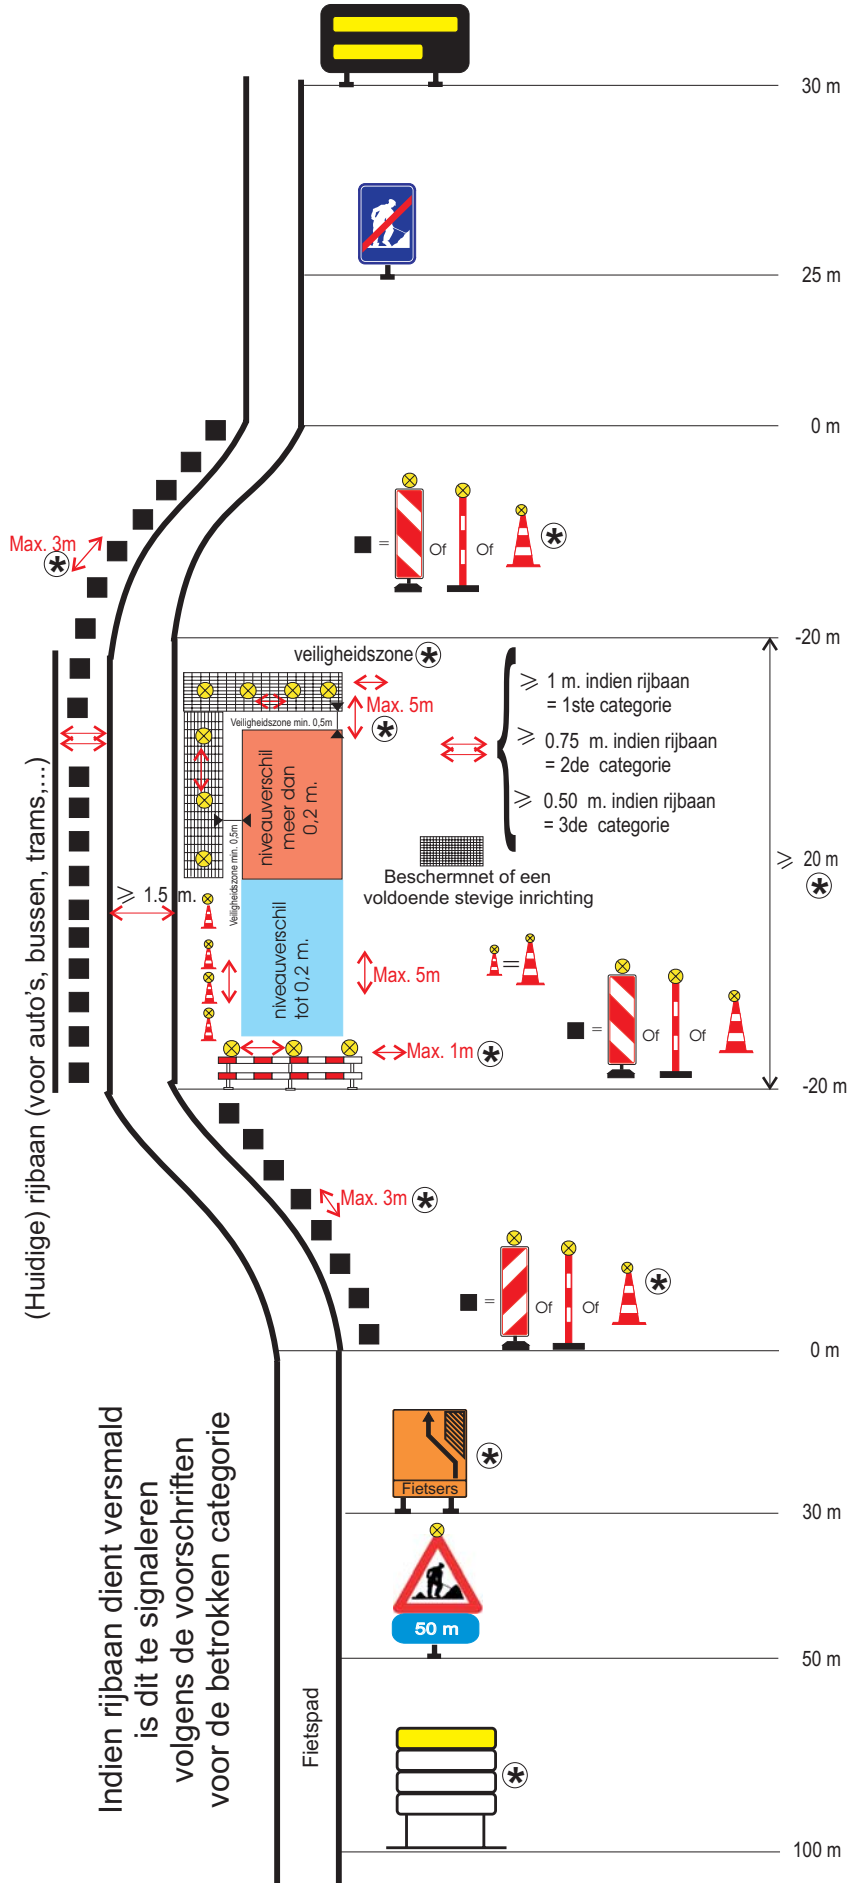 30 m
25 m
0 m
Max. 3m
= Of Of
-20 m
veiligheidszone
≥ 1 m. indien rijbaan
= 1ste categorie
Max. 5m
Veiligheidszone min. 0,5m
≥ 0.75 m. indien rijbaan
= 2de categorie
≥ 0.50 m. indien rijbaan
= 3de categorie
niveauverschil
meer dan
0,2 m.
Veiligheidszone min. 0,5m
Beschermnet of een
voldoende stevige inrichting
≥ 20 m
≥ 1.5 m.
(Huidige) rijbaan (voor auto's, bussen, trams,...)
niveauverschil
tot 0,2 m.
Max. 5m
=
= Of Of
Max. 1m
-20 m
Max. 3m
= Of Of
0 m
Fietsers
30 m
50 m
50 m
Indien rijbaan dient versmald
is dit te signaleren
volgens de voorschriften
voor de betrokken categorie
Fietspad
100 m